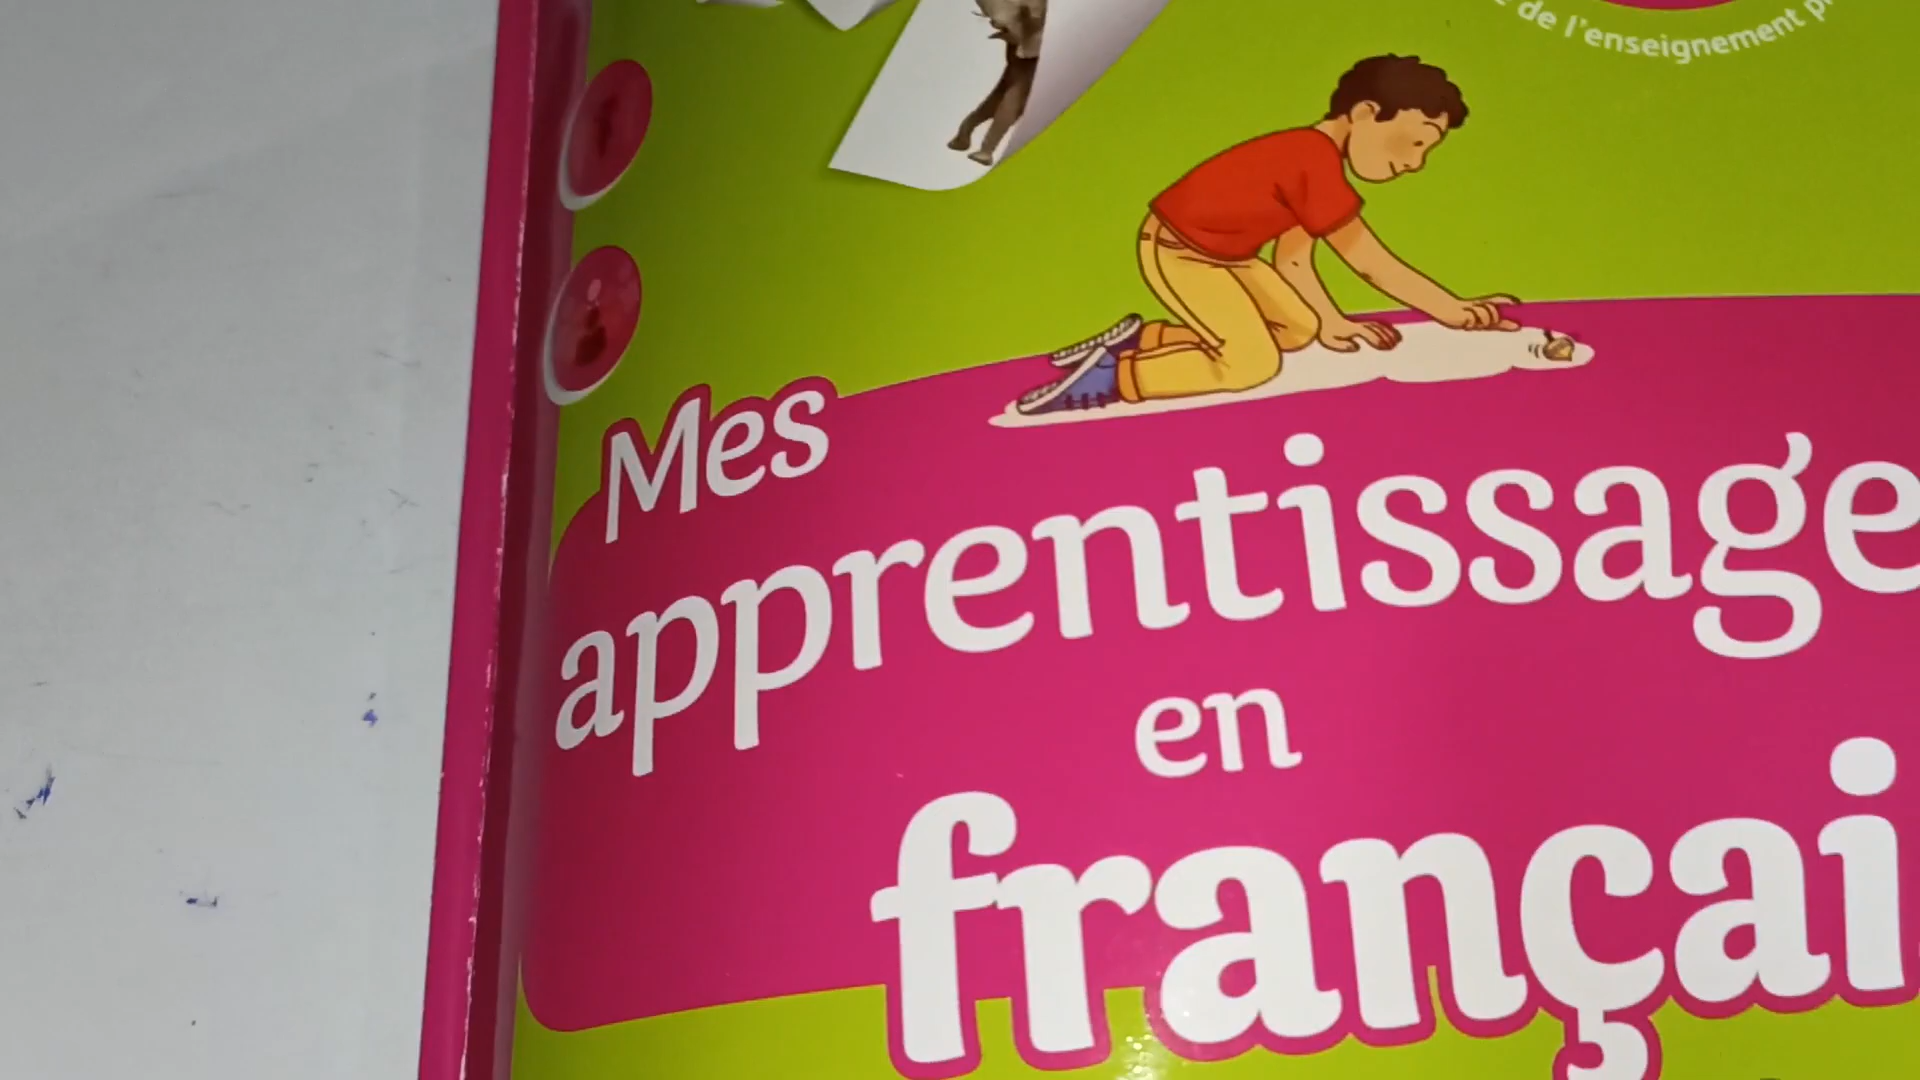 de l'enseignement
Mes
apprentissage
en
françai